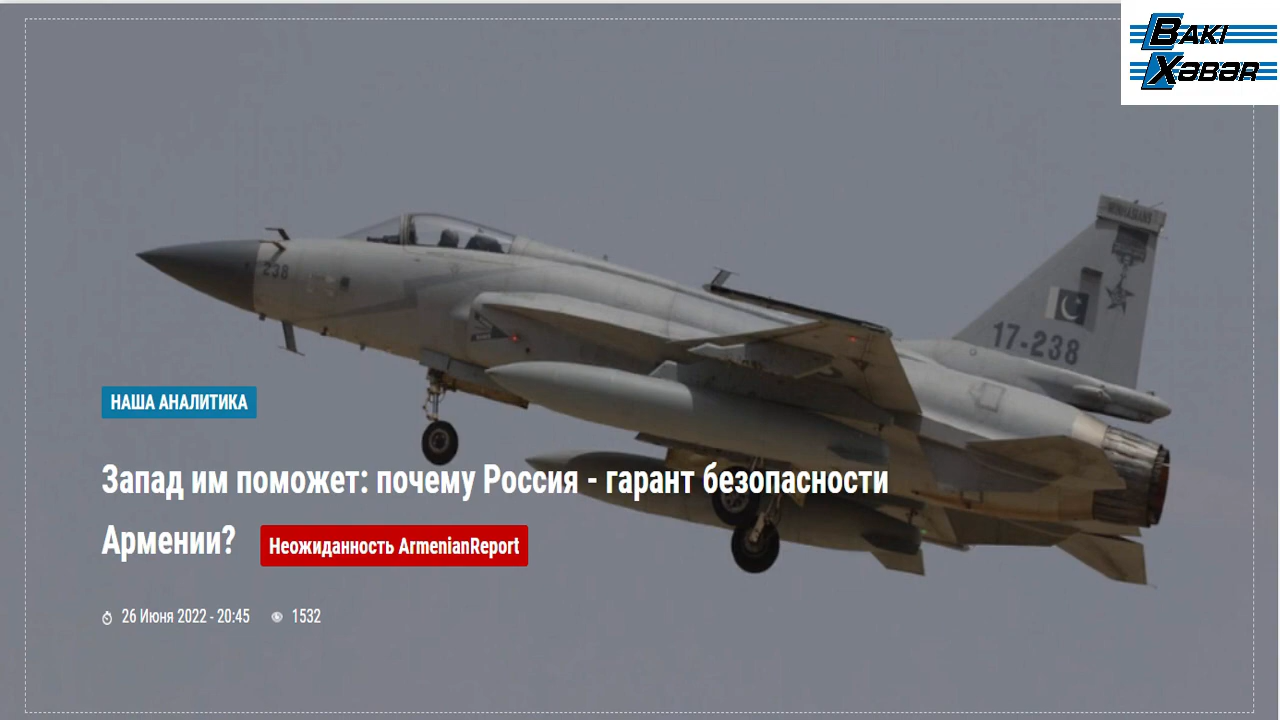 BAKI
XƏBƏR
238
17-238
НАША АНАЛИТИКА
Запад им поможет: почему Россия - гарант безопасности
Армении? Неожиданность ArmenianReport
26 Июня 2022 - 20:45 1532